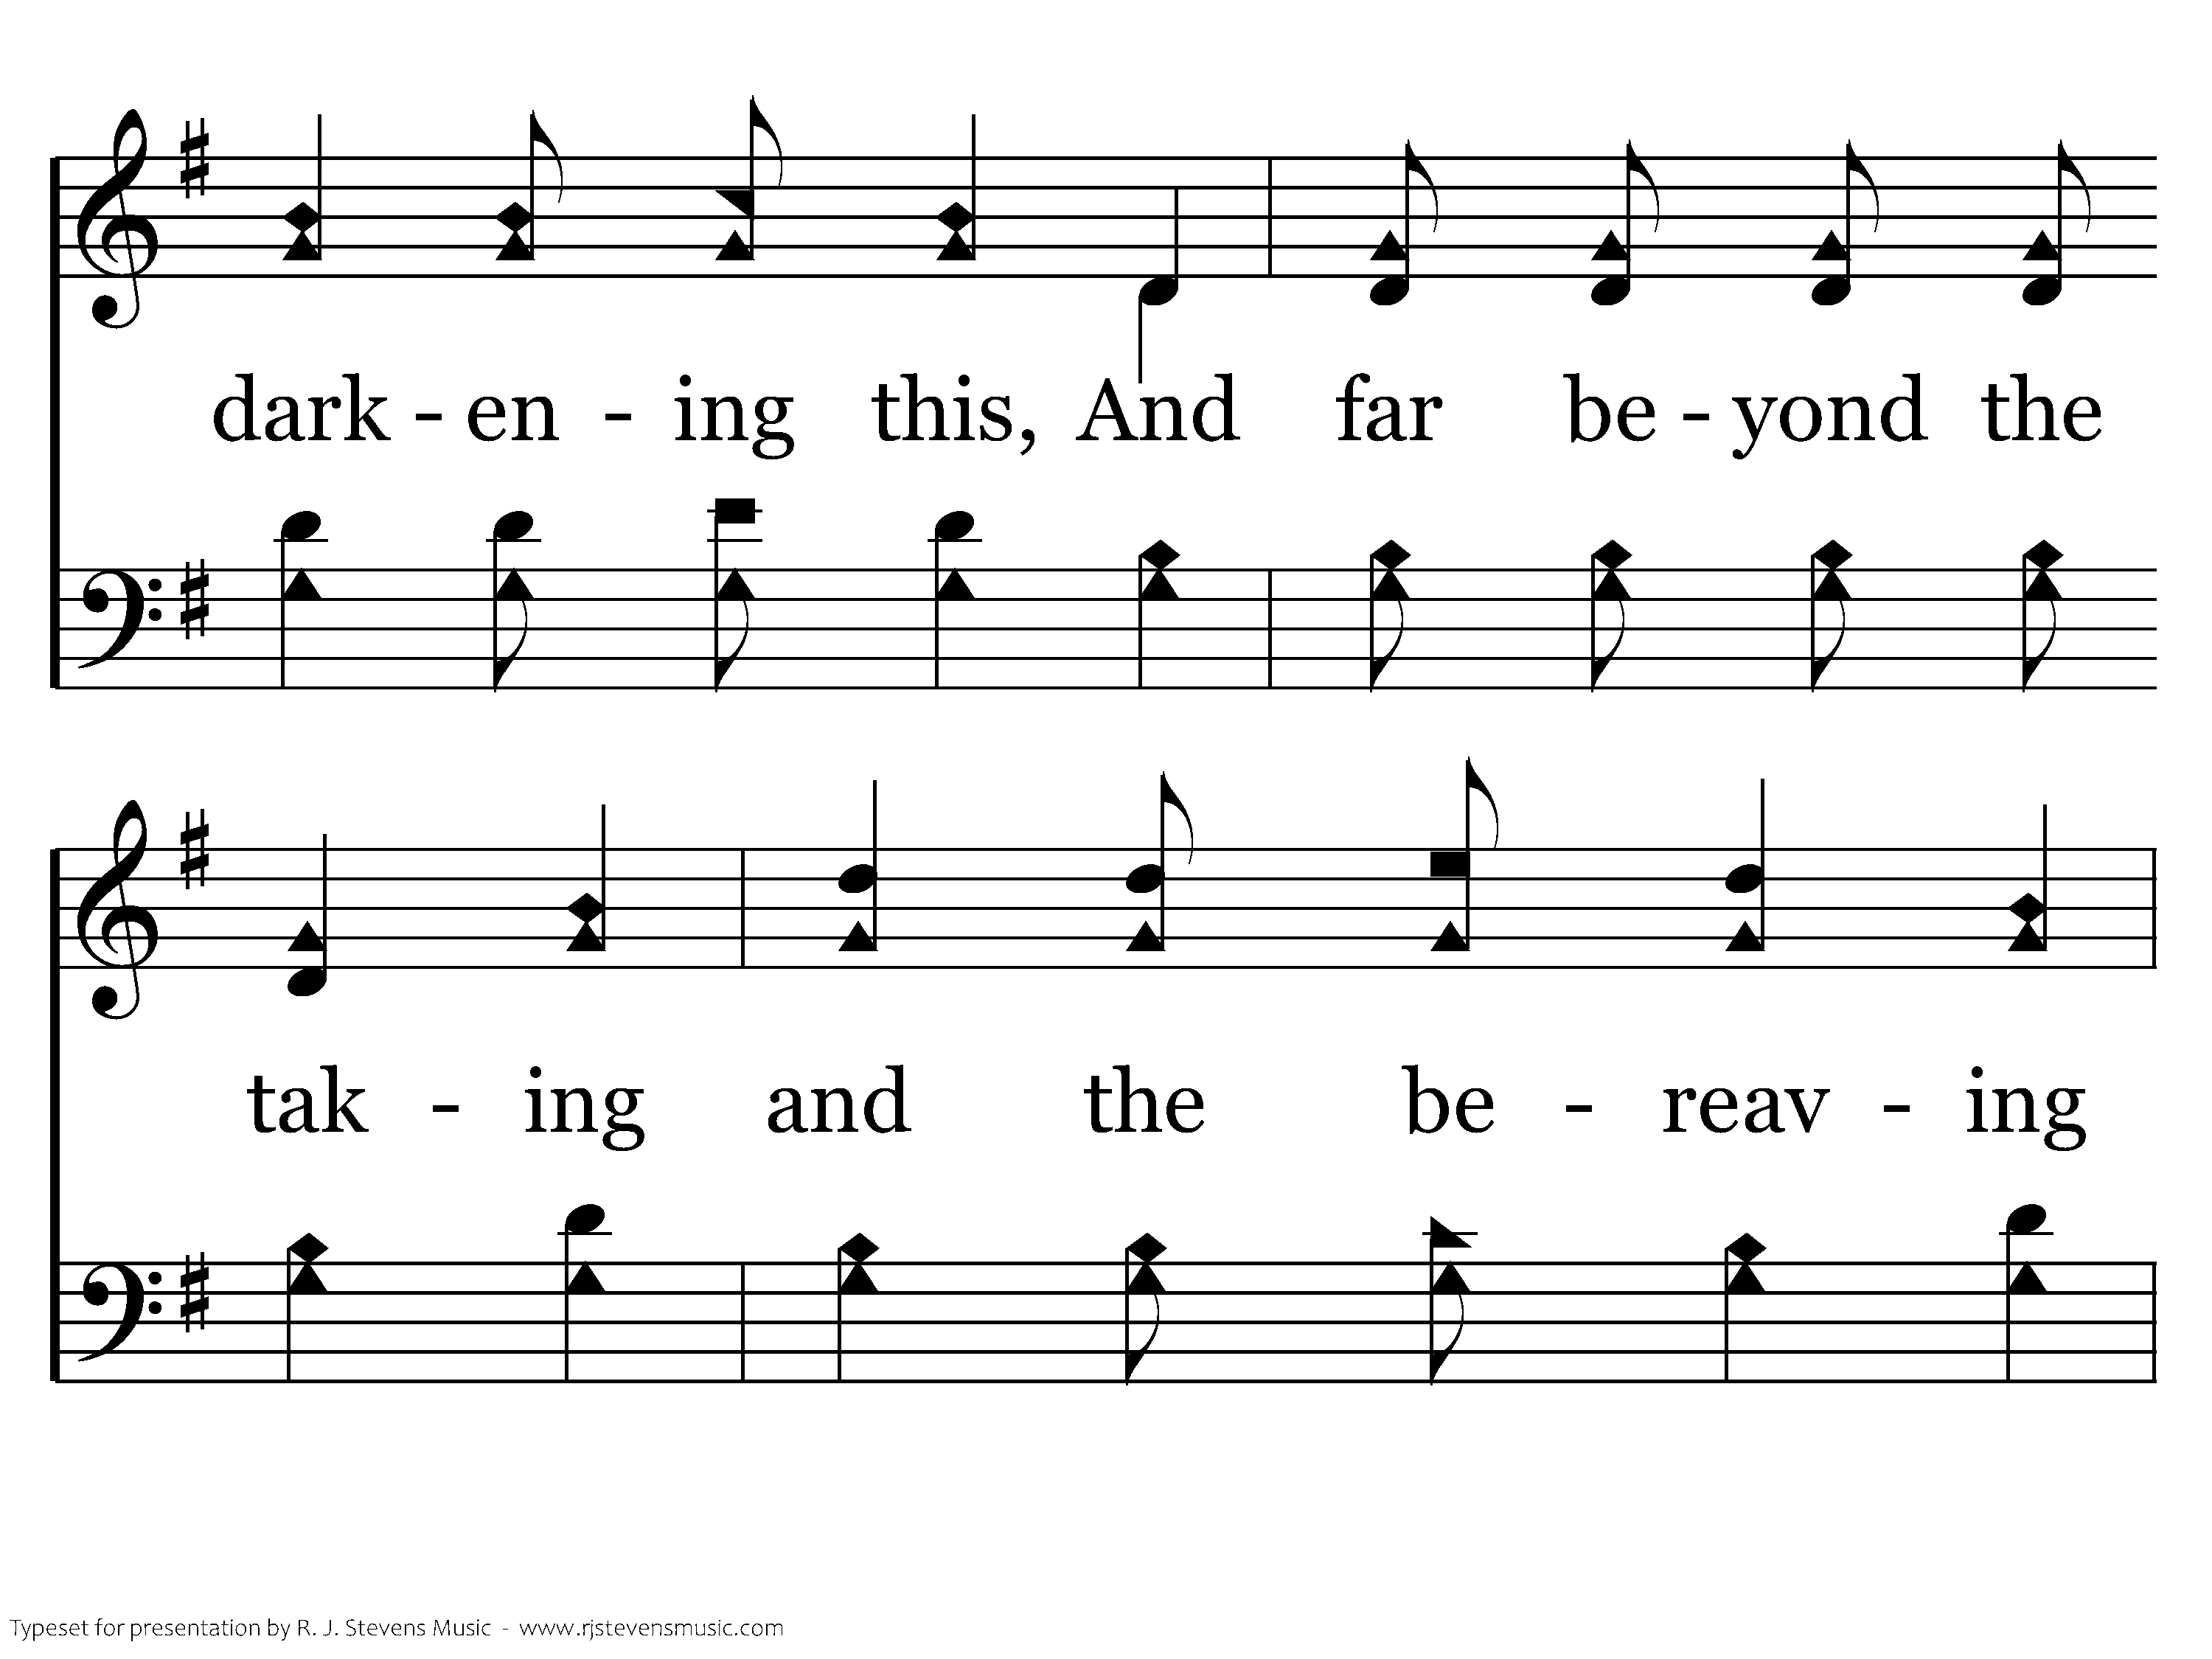 dark - en - ing this, And far be - yond the
tak - ing and the be - reav - ing
Typeset for presentation by R. J. Stevens Music - www.rjstevensmusic.com